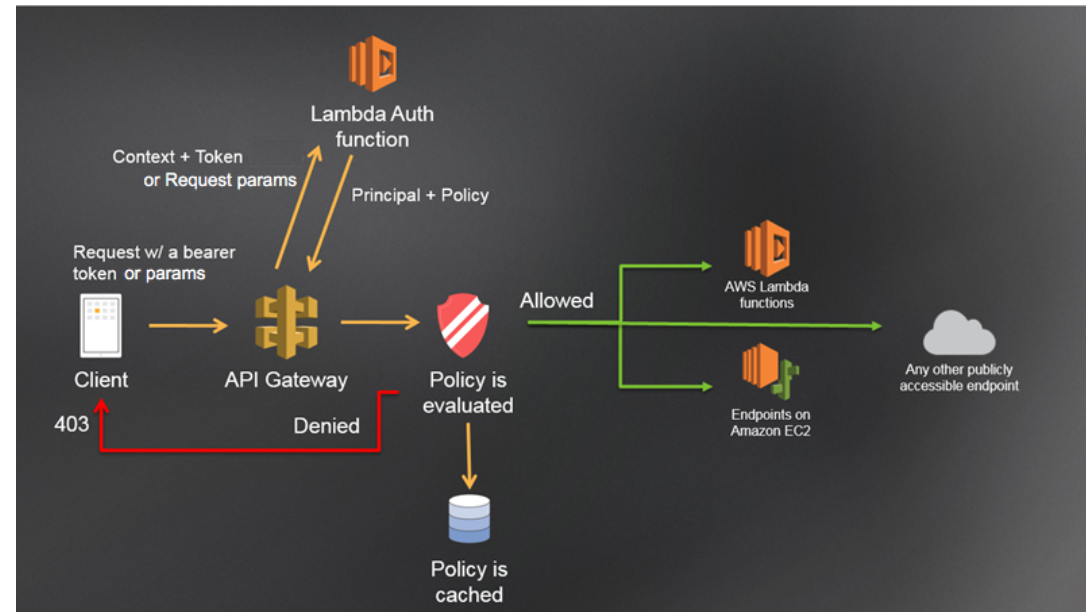 Lambda Auth
function
Context + Token
or Request params
Principal + Policy
Request w/ a bearer
token or params
AWS Lambda
functions
Allowed
Client
API Gateway
Policy is
evaluated
Any other publicly
accessible endpoint
Endpoints on
Amazon EC2
403
Denied
Policy is
cached